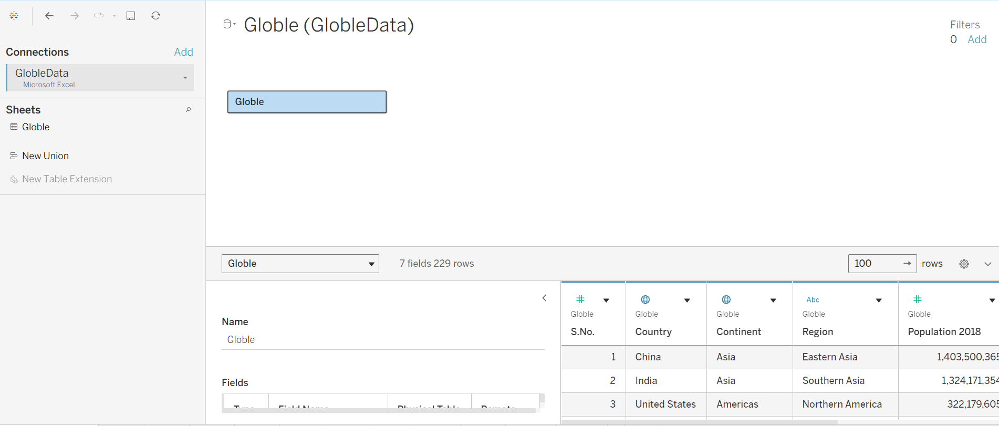 Globle (GlobleData)
Filters
0 Add
Connections Add
GlobleData
Microsoft Excel
Sheets
Globle
New Union
New Table Extension
Globle
Globle 7 fields 229 rows 100 rows
Name
Globle
Fields
Type Field Name Physical Table Remote
Abc
Globle Globle Globle Globle Globle
S.No. Country Continent Region Population 2018
1 China Asia Eastern Asia 1,403,500,365
2 India Asia Southern Asia 1,324,171,354
3 United States Americas Northern America 322,179,605